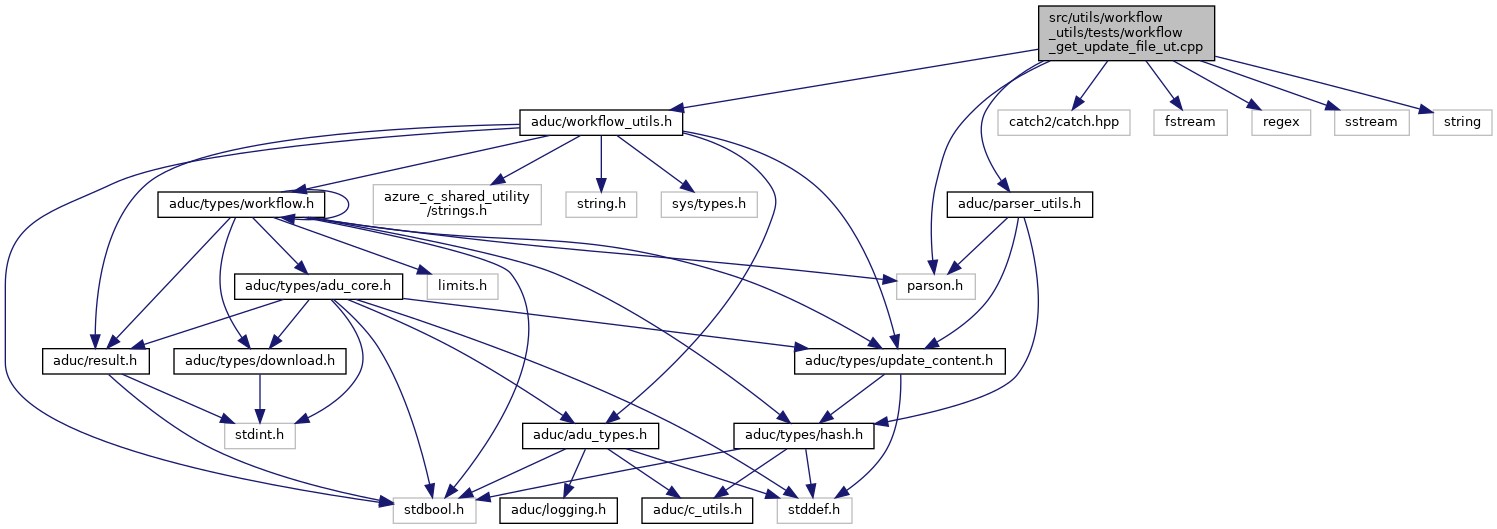 src/utils/workflow
_utils/tests/workflow
_get_update_file_ut.cpp
aduc/workflow_utils.h
catch2/catch.hpp
fstream
regex
sstream
string
aduc/types/workflow.h
azure_c_shared_utility
/strings.h
string.h
sys/types.h
aduc/parser_utils.h
aduc/types/adu_core.h
limits.h
parson.h
aduc/result.h
aduc/types/download.h
aduc/types/update_content.h
stdint.h
aduc/adu_types.h
aduc/types/hash.h
stdbool.h
aduc/logging.h
aduc/c_utils.h
stddef.h